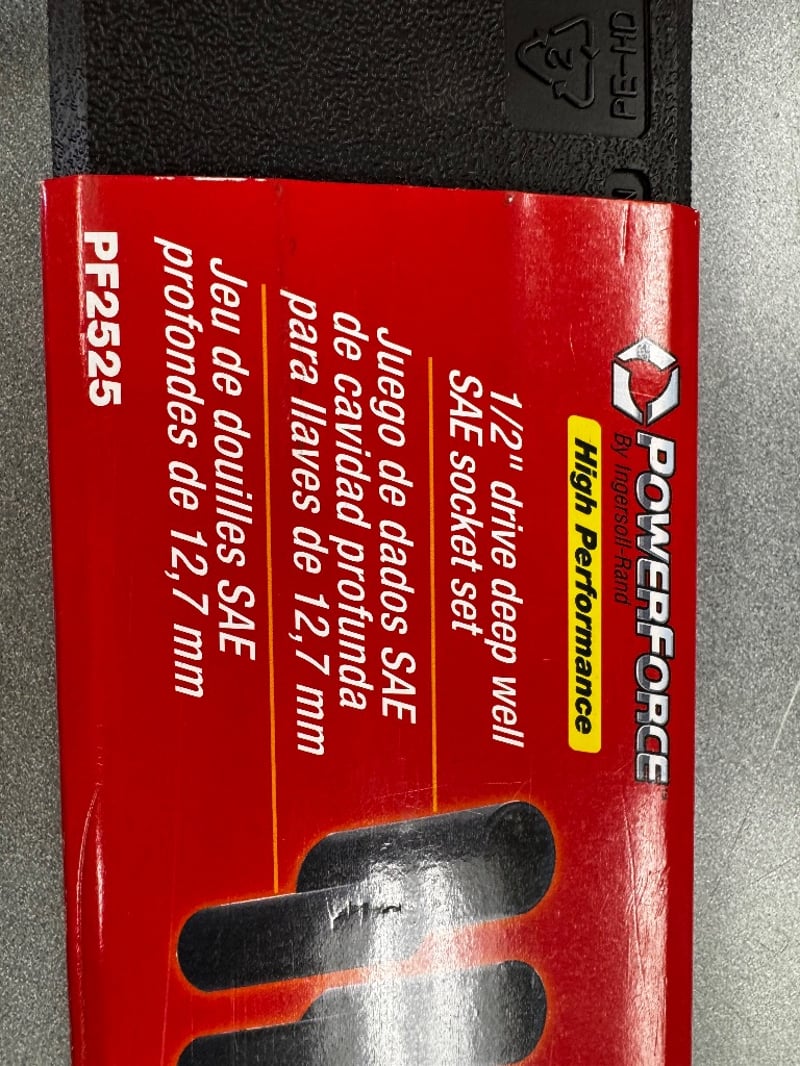 2
PE-HD
POWERFORCE
By Ingersoll-Rand
High Performance
1/2" drive deep well
SAE socket set
Juego de dados SAE
de cavidad profunda
para llaves de 12,7 mm
Jeu de douilles SAE
profondes de 12,7 mm
PF2525